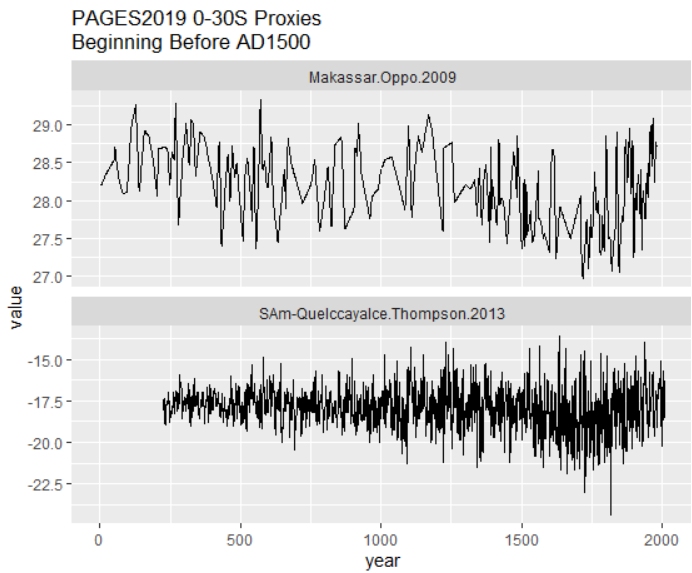 PAGES2019 0-30S Proxies
Beginning Before AD1500
Makassar.Oppo.2009
29.0
28.5
28.0
27.5
27.0
value
SAm-QuelccayaIce.Thompson.2013
-15.0
-17.5
-20.0
-22.5
0 500 1000 1500 2000
year